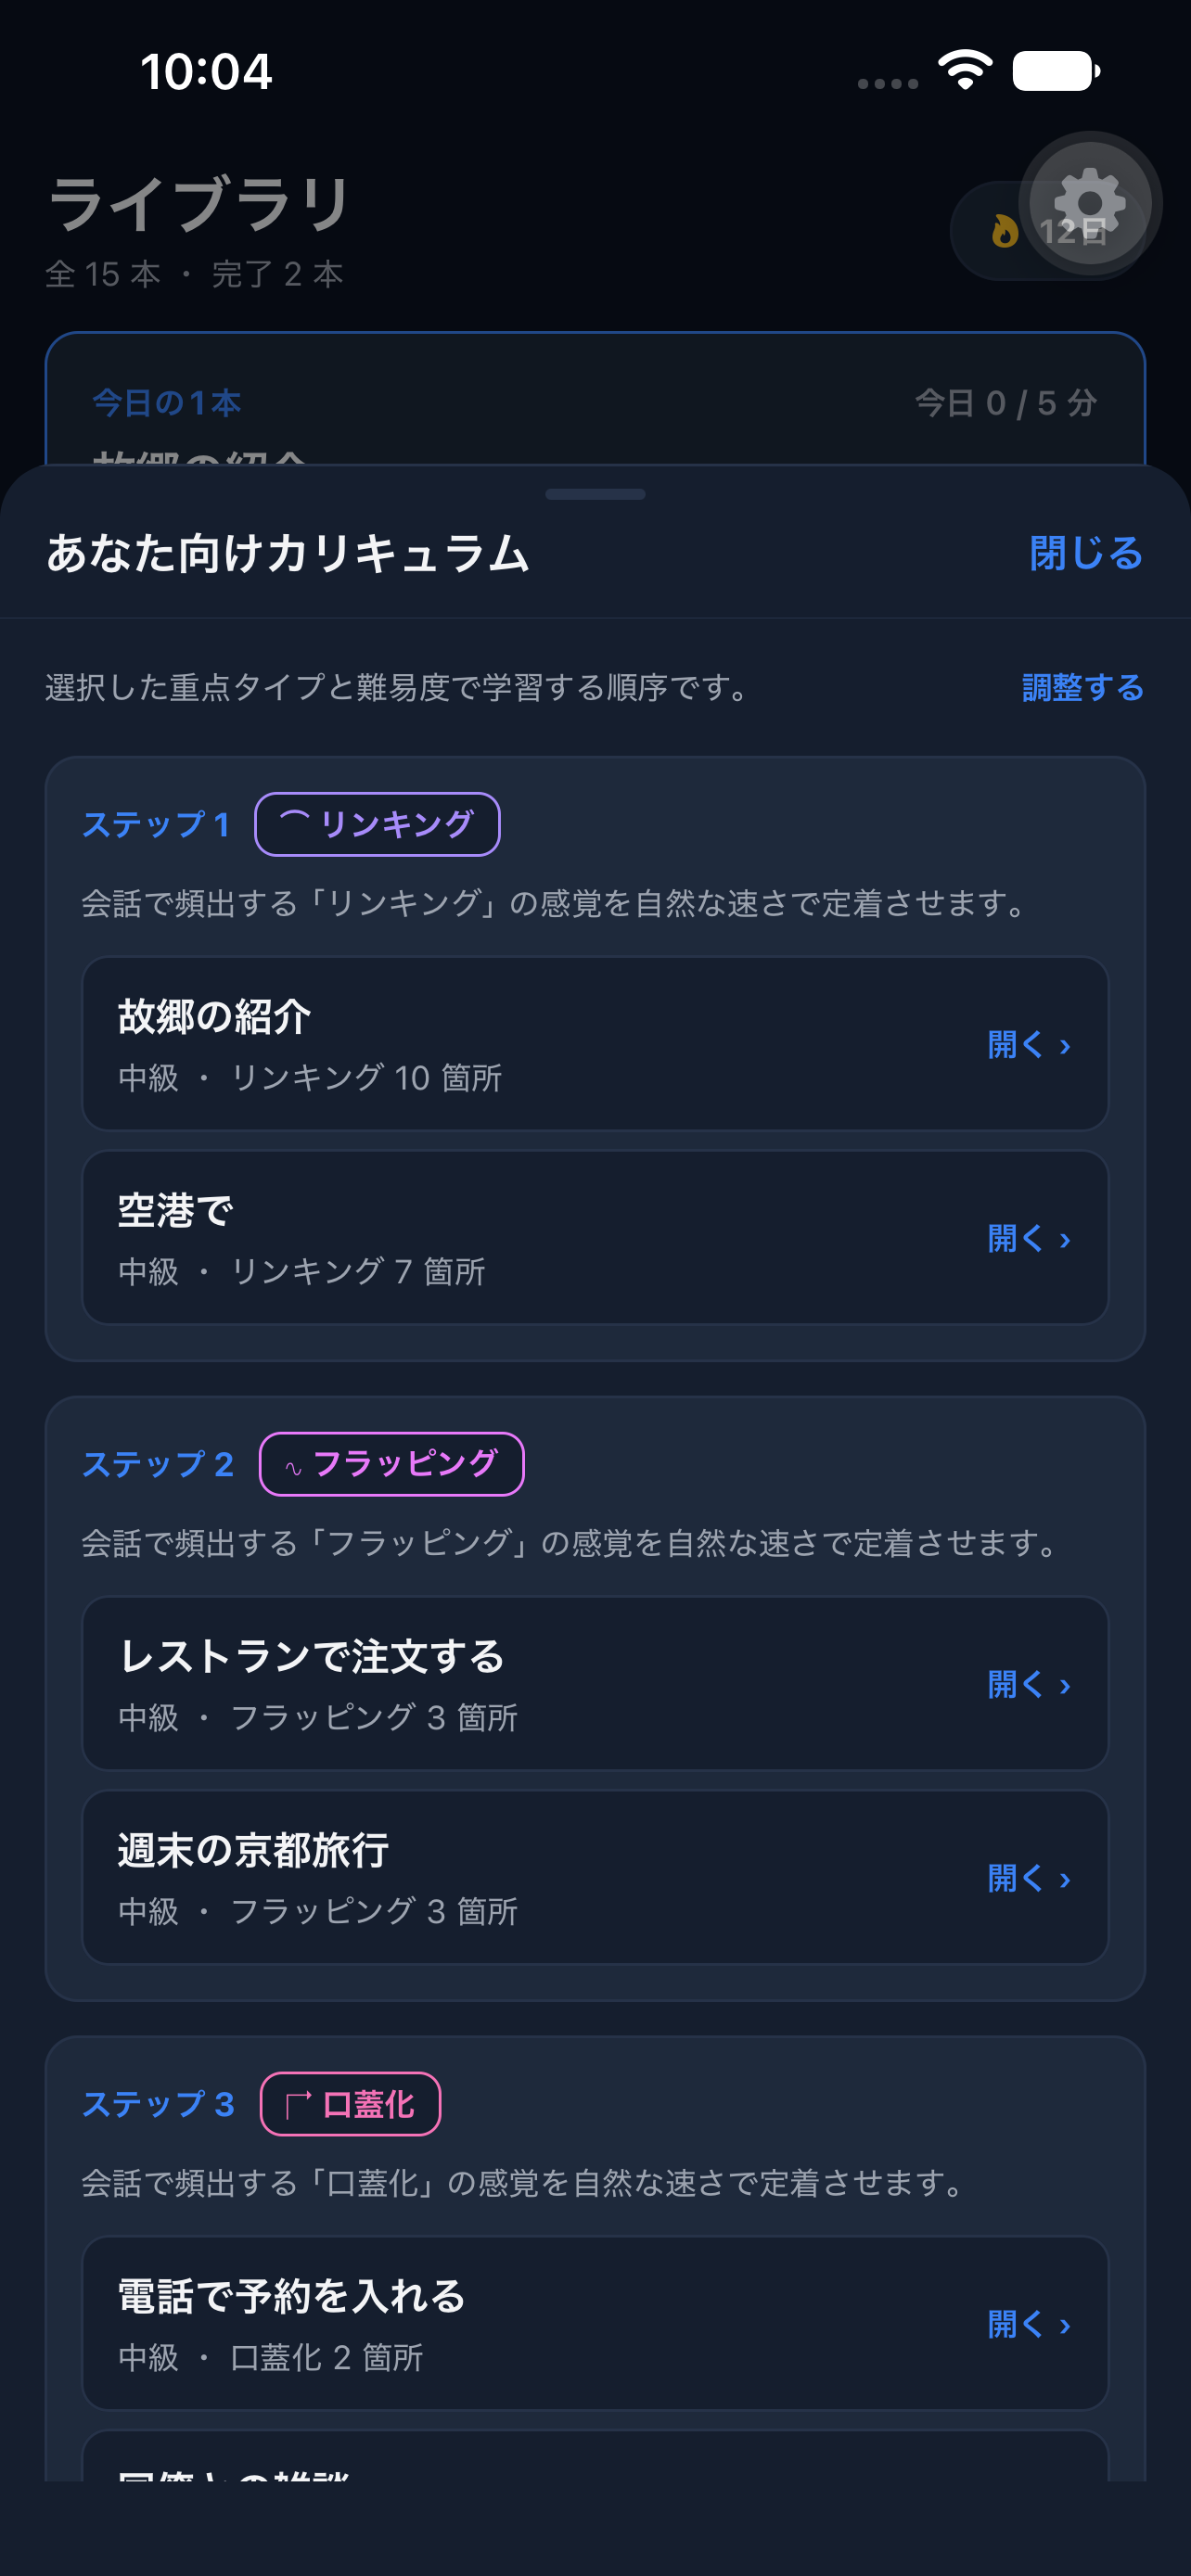 10:04
ライブラリ
全 15 本 ・ 完了 2 本
12日
今日の1本
今日 0 / 5 分
故郷の紹介
あなた向けカリキュラム
閉じる
選択した重点タイプと難易度で学習する順序です。
調整する
ステップ 1
リンキング
会話で頻出する「リンキング」の感覚を自然な速さで定着させます。
故郷の紹介
中級 ・ リンキング 10 箇所
開く ›
空港で
中級 ・ リンキング 7 箇所
開く ›
ステップ 2
フラッピング
会話で頻出する「フラッピング」の感覚を自然な速さで定着させます。
レストランで注文する
中級 ・ フラッピング 3 箇所
開く ›
週末の京都旅行
中級 ・ フラッピング 3 箇所
開く ›
ステップ 3
口蓋化
会話で頻出する「口蓋化」の感覚を自然な速さで定着させます。
電話で予約を入れる
中級 ・ 口蓋化 2 箇所
開く ›
同僚との雑談